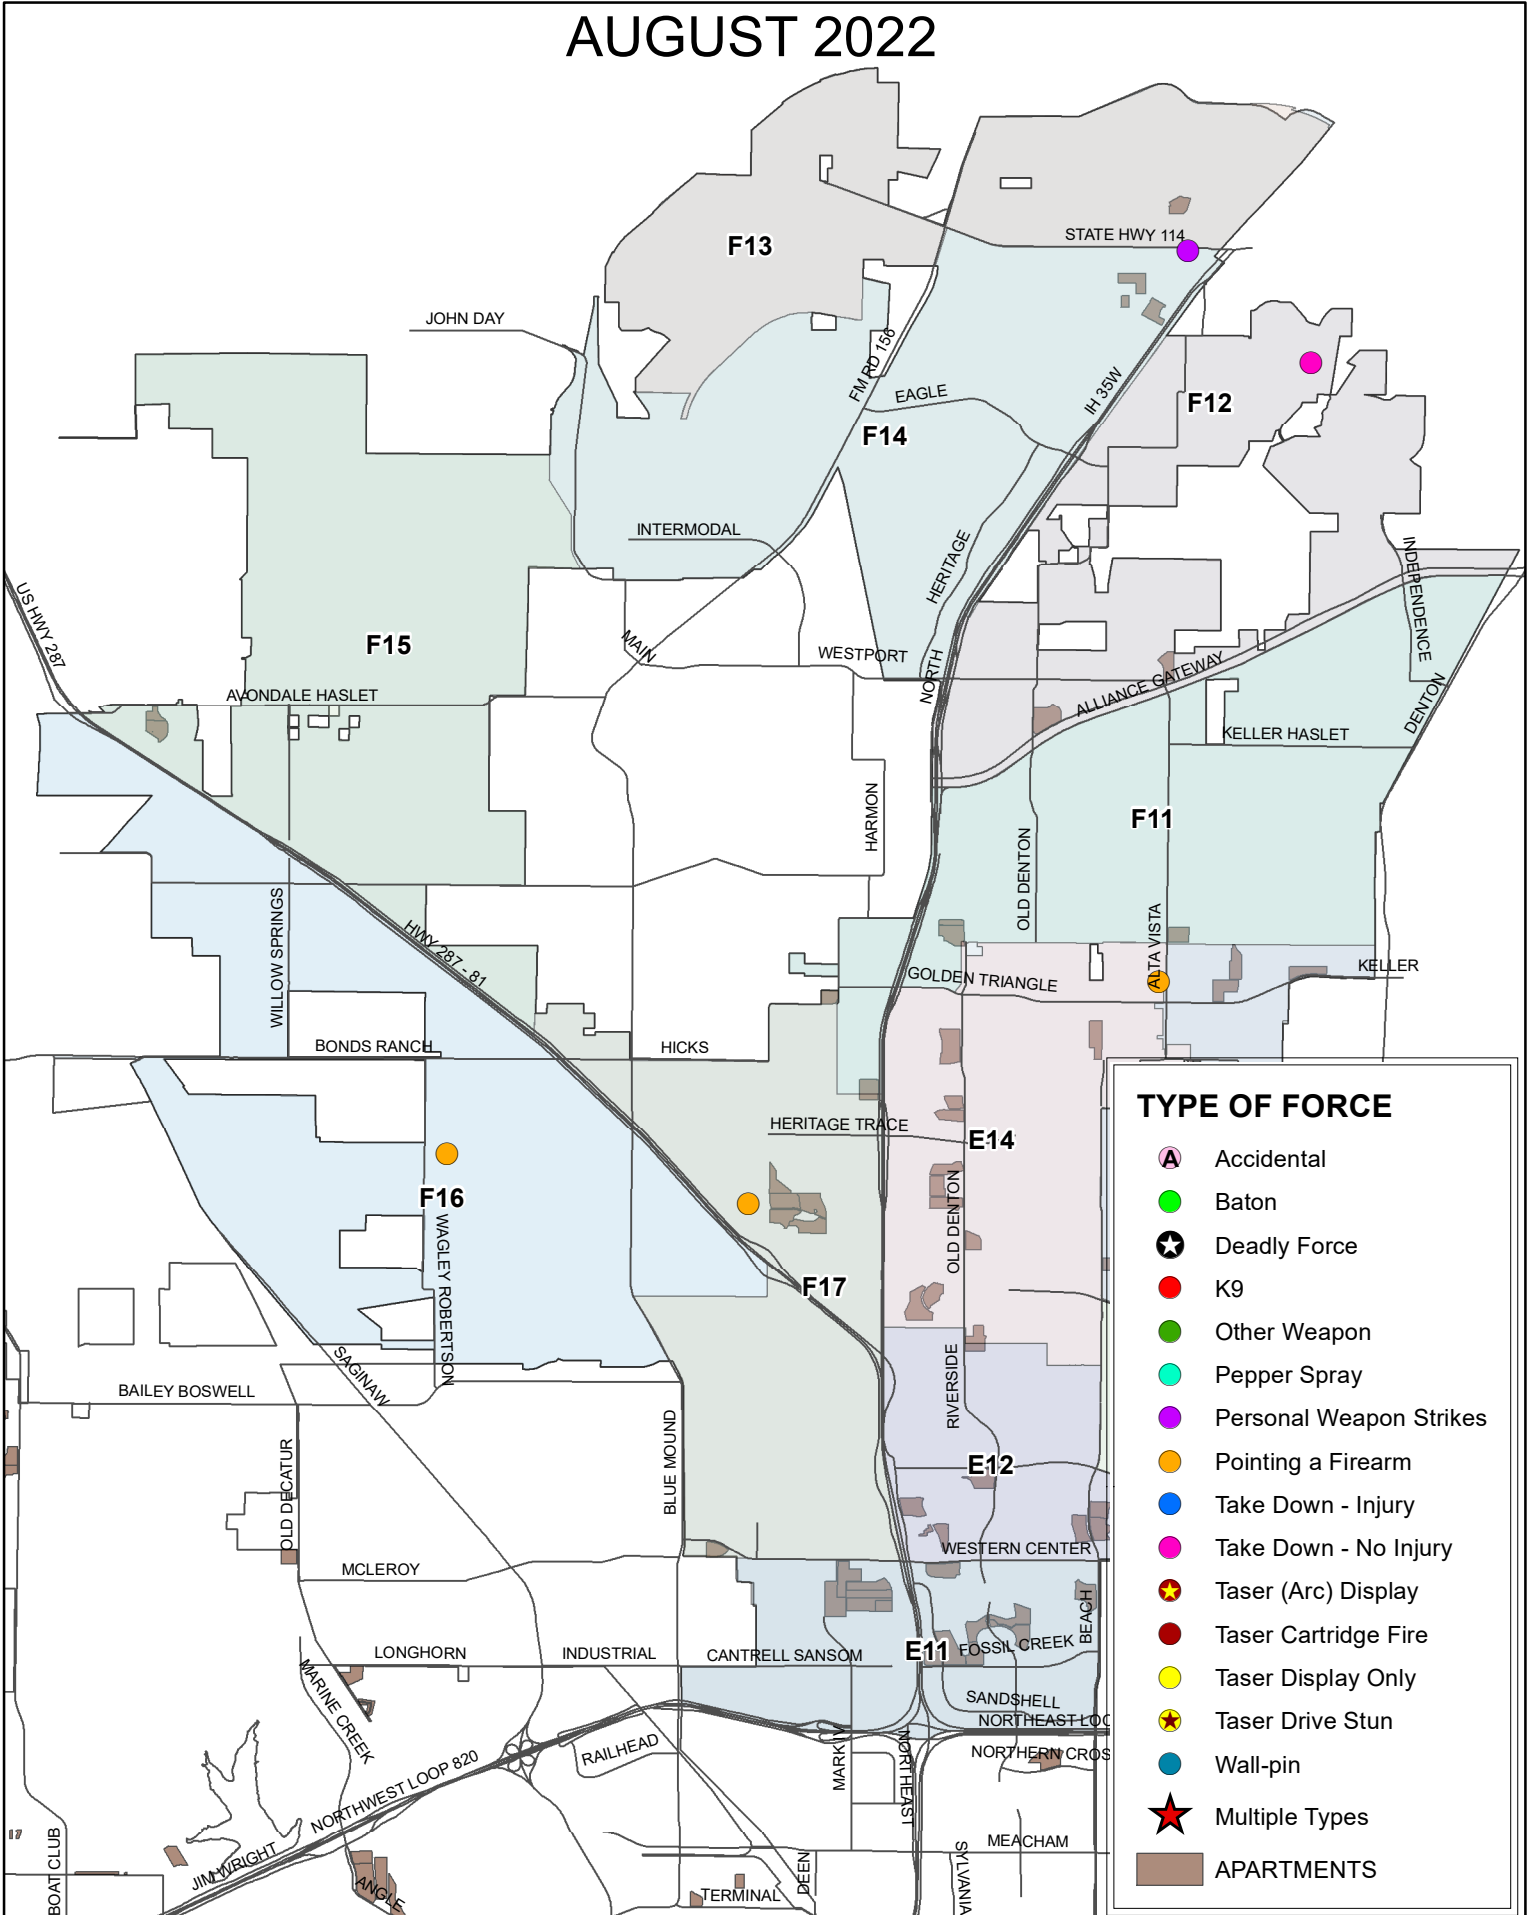 AUGUST 2022
F13
STATE HWY 114
JOHN DAY
FM RD 156
EAGLE
IH 35W
F12
F14
INTERMODAL
HERITAGE
INDEPENDENCE
US HWY 287
F15
MAIN
WESTPORT
NORTH
ALLIANCE GATEWAY
DENTON
AVONDALE HASLET
KELLER HASLET
HARMON
F11
OLD DENTON
WILLOW SPRINGS
HWY 287 - 81
ALTA VISTA
KELLER
GOLDEN TRIANGLE
BONDS RANCH
HICKS
HERITAGE TRACE
E14
F16
WAGLEY ROBERTSON
OLD DENTON
F17
SAGINAW
RIVERSIDE
BAILEY BOSWELL
BLUE MOUND
OLD DECATUR
E12
WESTERN CENTER
MCLEROY
BEACH
LONGHORN
INDUSTRIAL
CANTRELL SANSOM
E11
FOSSIL CREEK
MARINE CREEK
SANDSHELL
NORTHEAST LOO
NORTHERN CROS
MARK IV
NORTHEAST
RAILHEAD
NORTHWEST LOOP 820
JIM WRIGHT
MEACHAM
BOAT CLUB
ANGLE
TERMINAL
DEEN
SYLVANIA
TYPE OF FORCE
A Accidental
Baton
Deadly Force
K9
Other Weapon
Pepper Spray
Personal Weapon Strikes
Pointing a Firearm
Take Down - Injury
Take Down - No Injury
Taser (Arc) Display
Taser Cartridge Fire
Taser Display Only
Taser Drive Stun
Wall-pin
Multiple Types
APARTMENTS